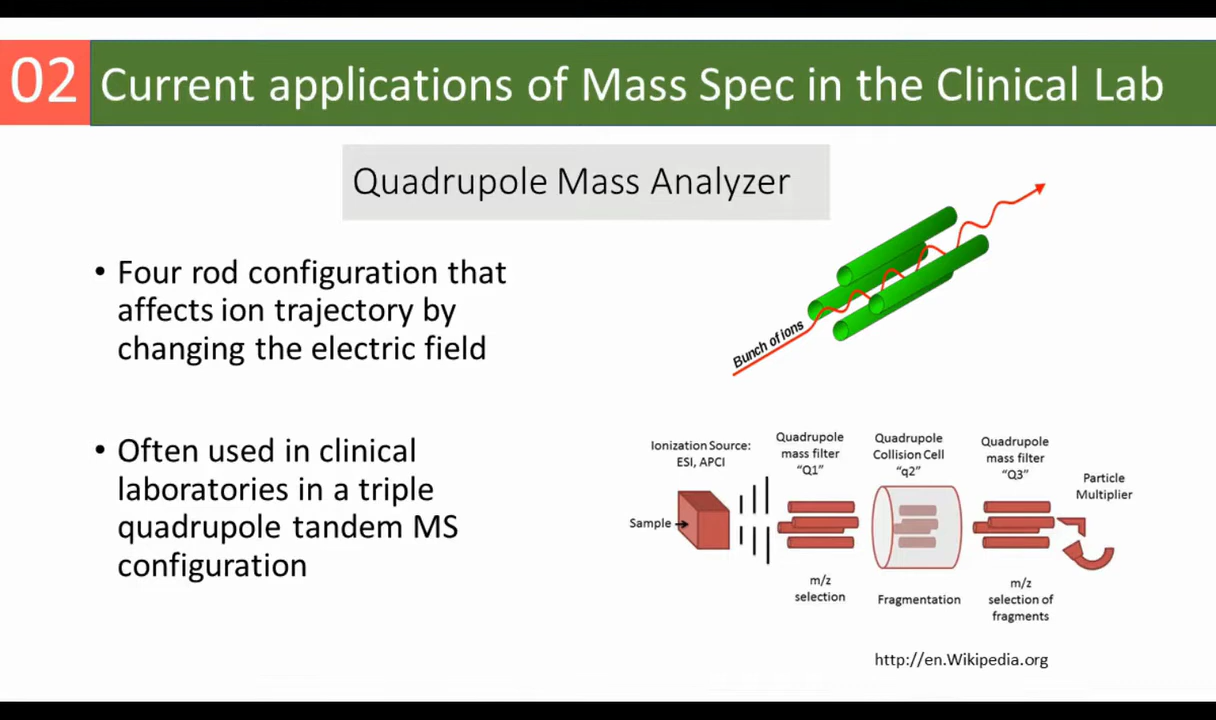 02
Current applications of Mass Spec in the Clinical Lab
Quadrupole Mass Analyzer
• Four rod configuration that
affects ion trajectory by
changing the electric field
• Often used in clinical
laboratories in a triple
quadrupole tandem MS
configuration
Bunch of ions
Ionization Source:
ESI, APCI
Quadrupole
mass filter
“Q1”
Quadrupole
Collision Cell
“q2”
Quadrupole
mass filter
“Q3”
Particle
Multiplier
Sample
m/z
selection
Fragmentation
m/z
selection of
fragments
http://en.Wikipedia.org